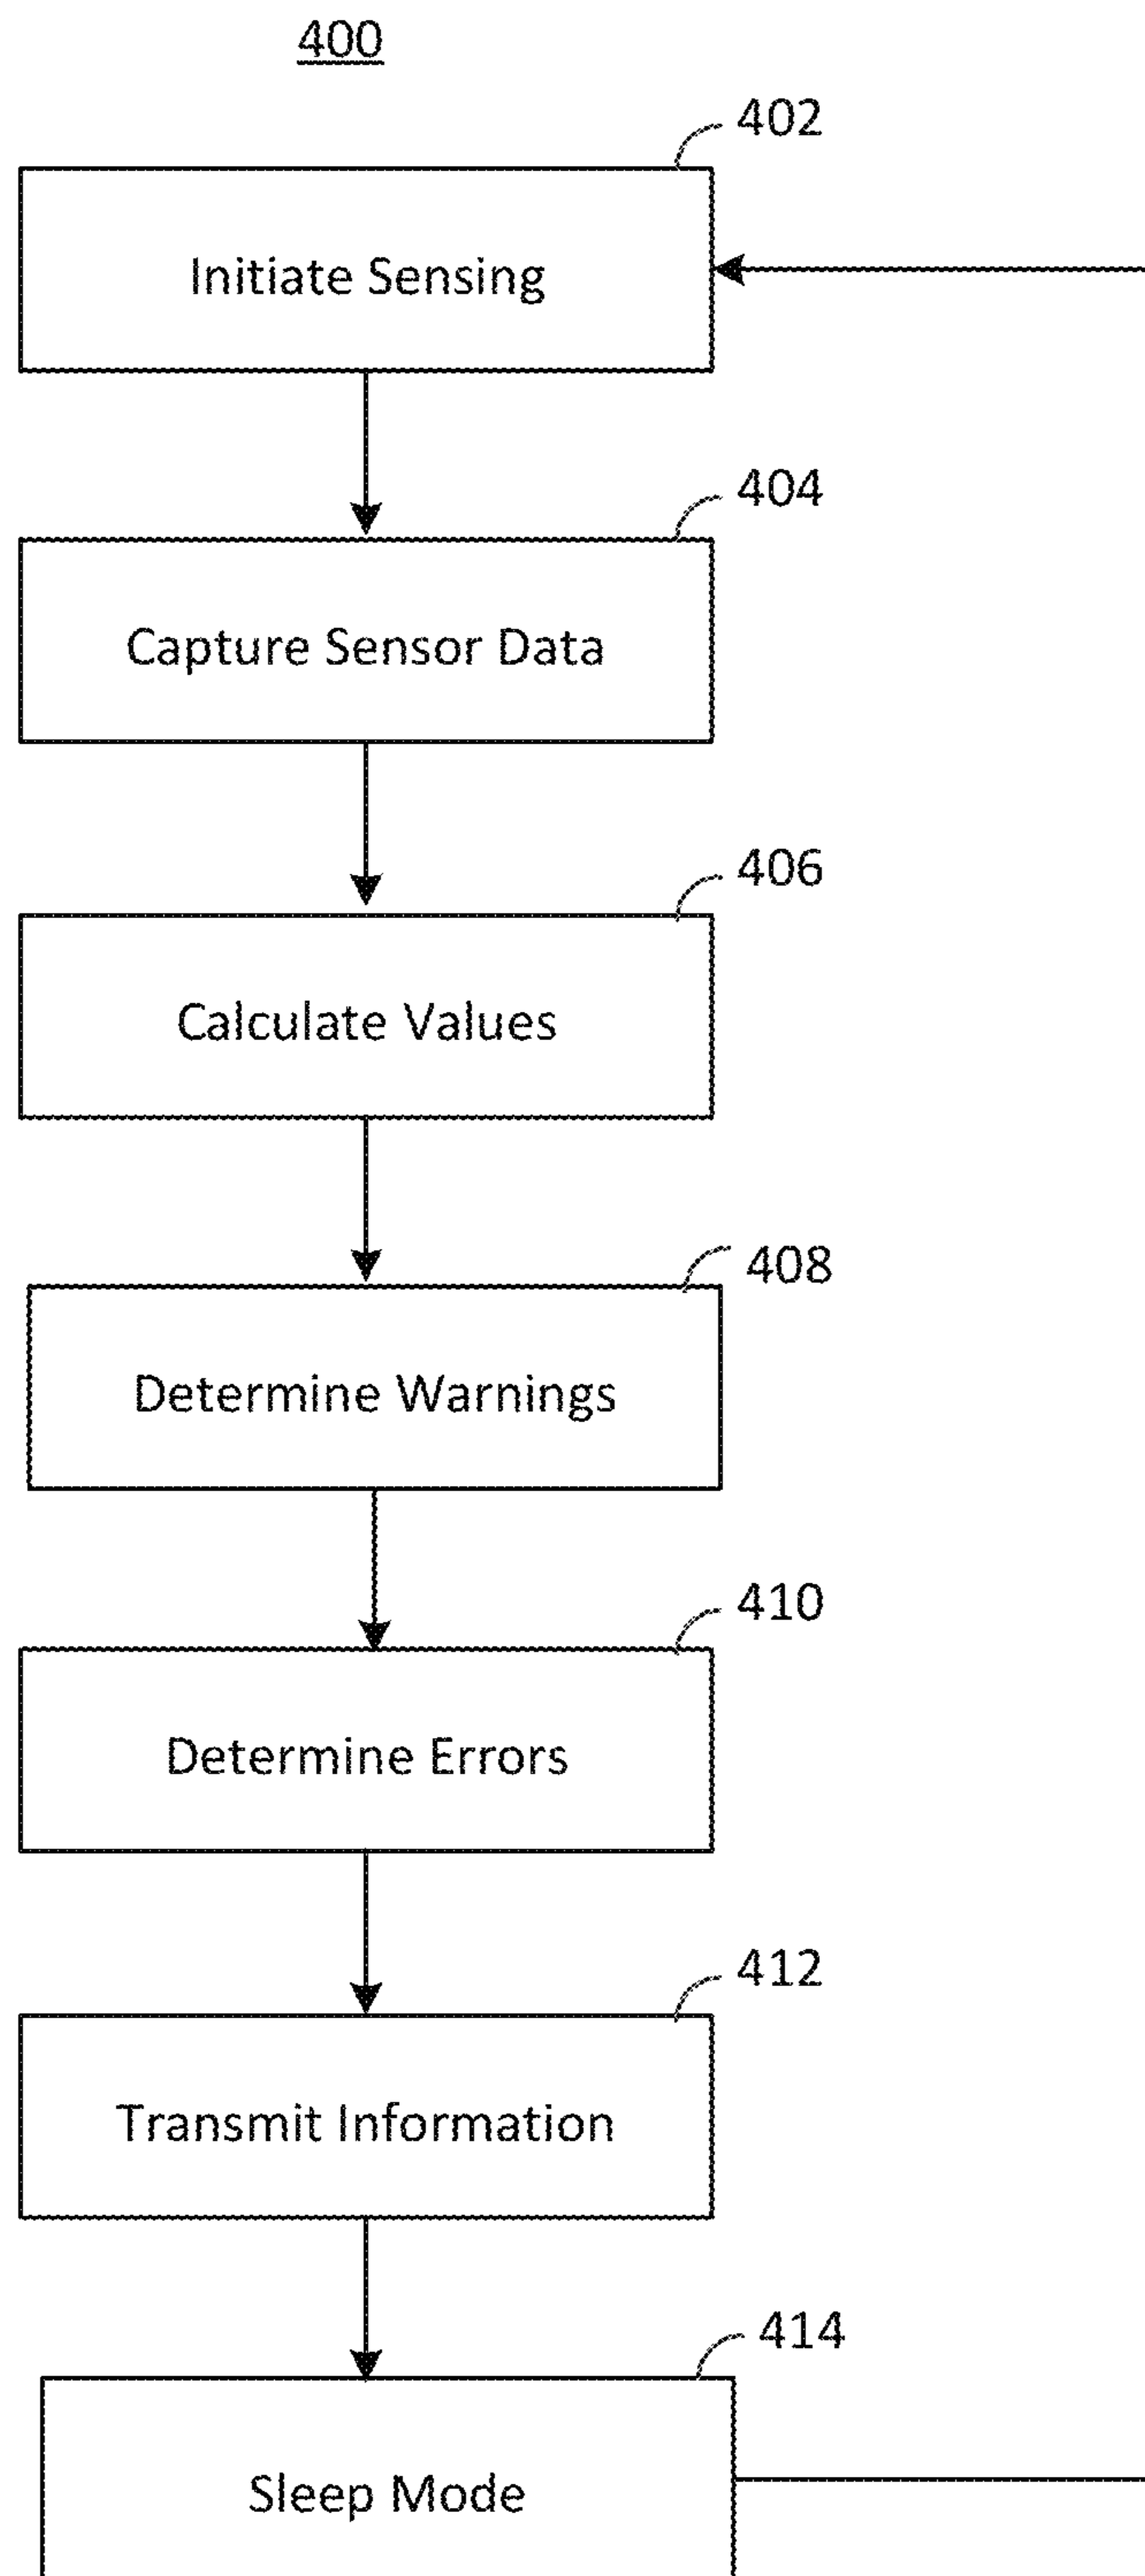 400
402
Initiate Sensing
404
Capture Sensor Data
406
Calculate Values
408
Determine Warnings
410
Determine Errors
412
Transmit Information
414
Sleep Mode